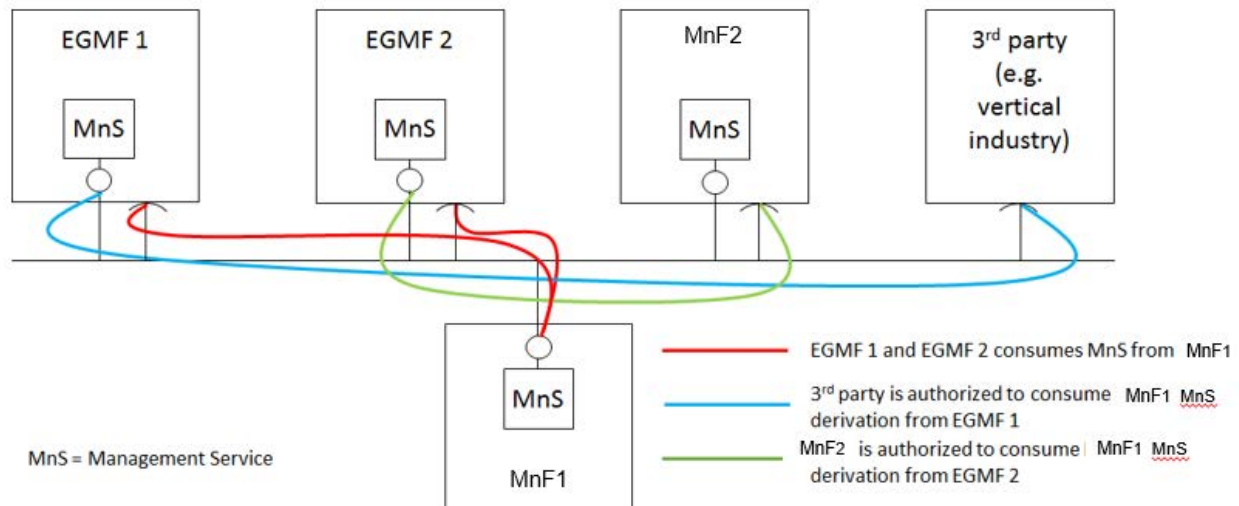 EGMF 1
MnS
EGMF 2
MnS
MnF2
MnS
3rd party
(e.g.
vertical
industry)
MnS
MnF1
MnS = Management Service
EGMF 1 and EGMF 2 consumes MnS from MnF1
3rd party is authorized to consume MnF1 MnS
derivation from EGMF 1
MnF2 is authorized to consume MnF1 MnS
derivation from EGMF 2